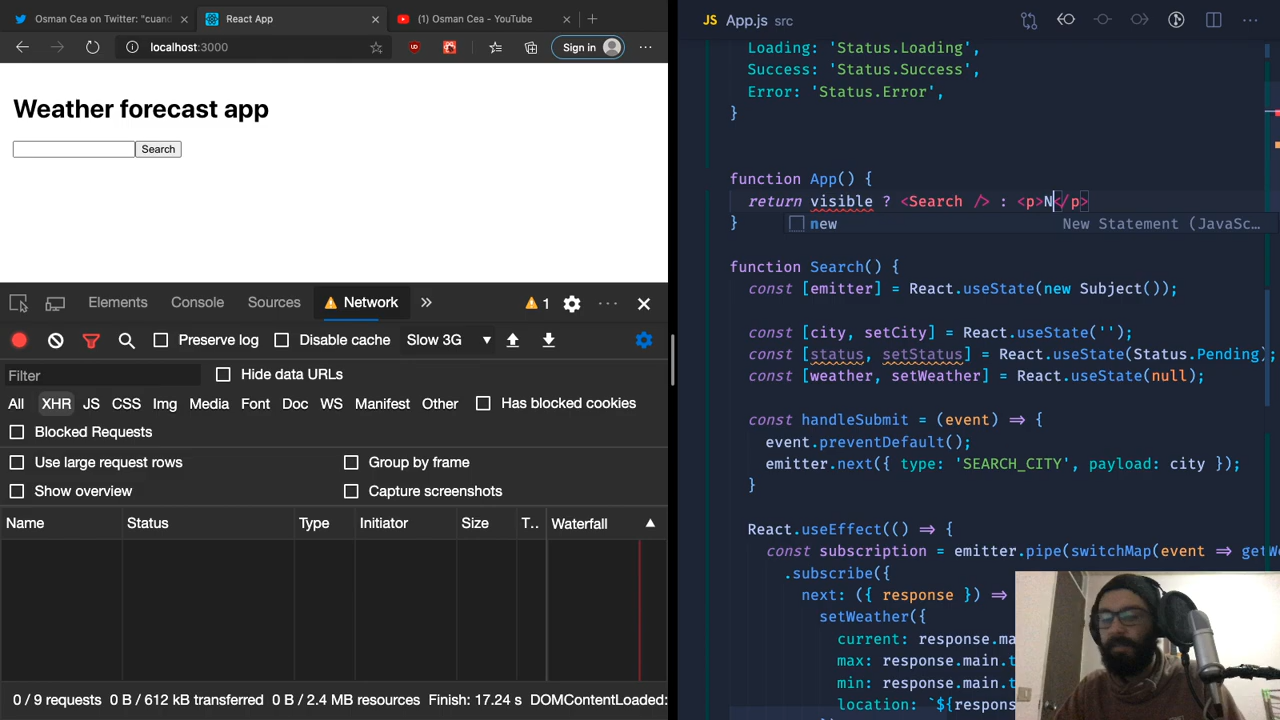 Osman Cea on Twitter: "cuand
React App
(1) Osman Cea - YouTube
localhost:3000
Sign in
Weather forecast app
Search
Elements
Console
Sources
Network
1
Preserve log
Disable cache
Slow 3G
Filter
Hide data URLs
All
XHR
JS
CSS
Img
Media
Font
Doc
WS
Manifest
Other
Has blocked cookies
Blocked Requests
Use large request rows
Group by frame
Show overview
Capture screenshots
Name
Status
Type
Initiator
Size
T..
Waterfall
0 / 9 requests 0 B / 612 kB transferred 0 B / 2.4 MB resources Finish: 17.24 s DOMContentLoaded:
JS App.js src
Loading: 'Status.Loading',
Success: 'Status.Success',
Error: 'Status.Error',
}
function App() {
return visible ? <Search /> : <p>N</p>
new
New Statement (JavaSc…
}
function Search() {
const [emitter] = React.useState(new Subject());
const [city, setCity] = React.useState('');
const [status, setStatus] = React.useState(Status.Pending);
const [weather, setWeather] = React.useState(null);
const handleSubmit = (event) => {
event.preventDefault();
emitter.next({ type: 'SEARCH_CITY', payload: city });
}
React.useEffect(() => {
const subscription = emitter.pipe(switchMap(event => getW
.subscribe({
next: ({ response }) =>
setWeather({
current: response.ma
max: response.main.t
min: response.main.t
location: `${respons